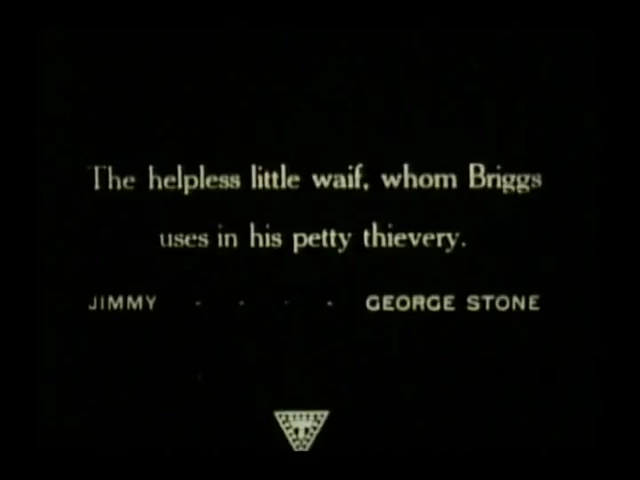 The helpless little waif, whom Briggs
uses in his petty thievery.
JIMMY - - - - GEORGE STONE